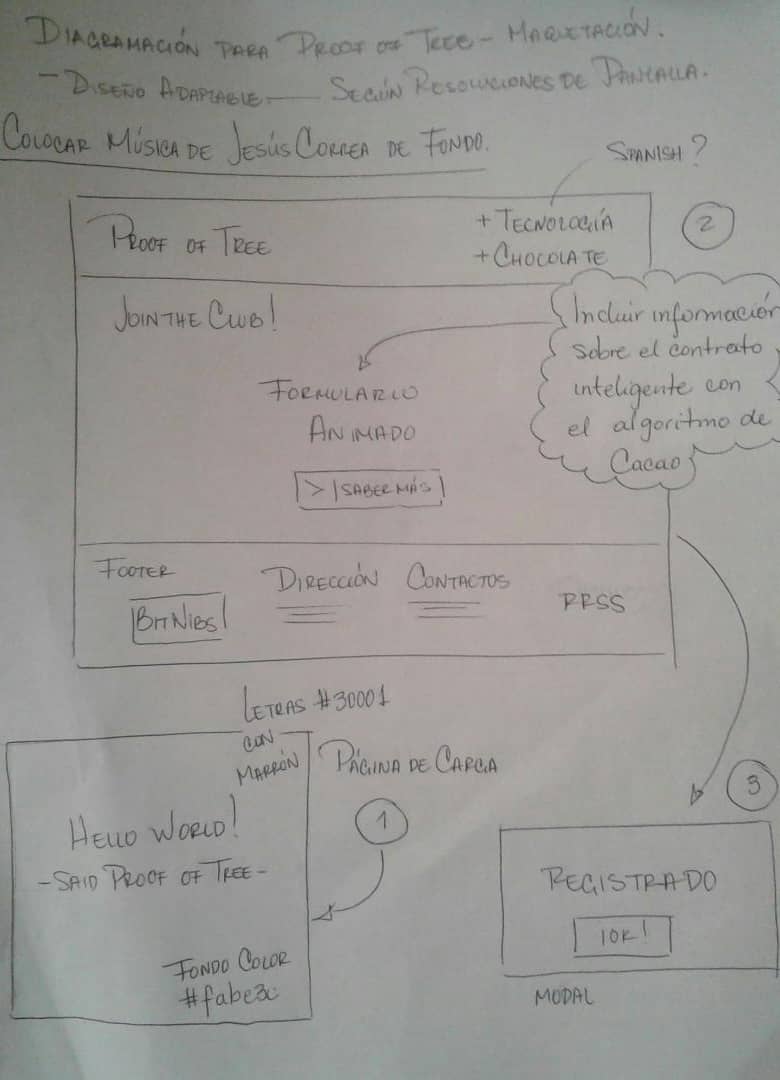 DIAGRAMACIÓN PARA PROOF OF TREE - MAQUETACIÓN.
- DISEÑO ADAPTABLE — SEGÚN RESOLUCIONES DE PANTALLA.
COLOCAR MÚSICA DE JESÚS CORREA DE FONDO.
SPANISH?
PROOF OF TREE
+ TECNOLOGÍA
+ CHOCOLATE
2
JOIN THE CLUB!
Incluir información
sobre el contrato
inteligente con
el algoritmo de
Cacao
FORMULARIO
ANIMADO
> | SABER MÁS
FOOTER
BITNIBS!
DIRECCIÓN
CONTACTOS
RRSS
LETRAS #30001
CON
MARRÓN
PÁGINA DE CARGA
1
HELLO WORLD!
- SAID PROOF OF TREE -
FONDO COLOR
#fabe3c
3
REGISTRADO
¡OK!
MODAL